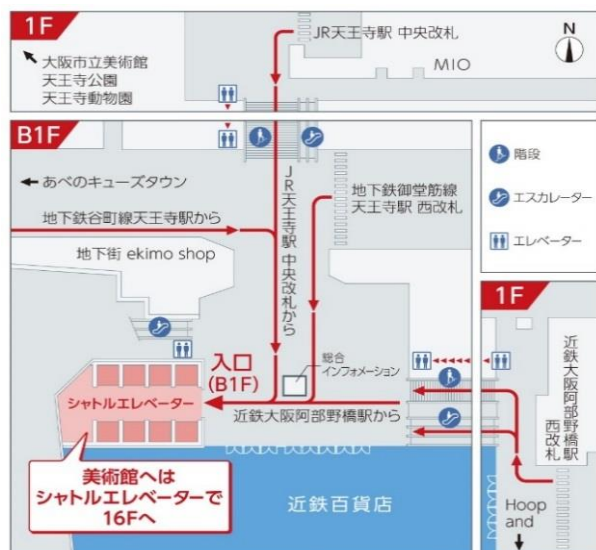 1F
JR天王寺駅 中央改札
N
MIO
大阪市立美術館
天王寺公園
天王寺動物園
B1F
あべのキューズタウン
地下鉄谷町線天王寺駅から
地下街 ekimo shop
JR天王寺駅 中央改札から
地下鉄御堂筋線
天王寺駅 西改札
階段
エスカレーター
エレベーター
1F
近鉄大阪阿部野橋駅
西改札
入口
(B1F)
総合
インフォメーション
シャトルエレベーター
近鉄大阪阿部野橋駅から
美術館へは
シャトルエレベーターで
16Fへ
近鉄百貨店
Hoop
and